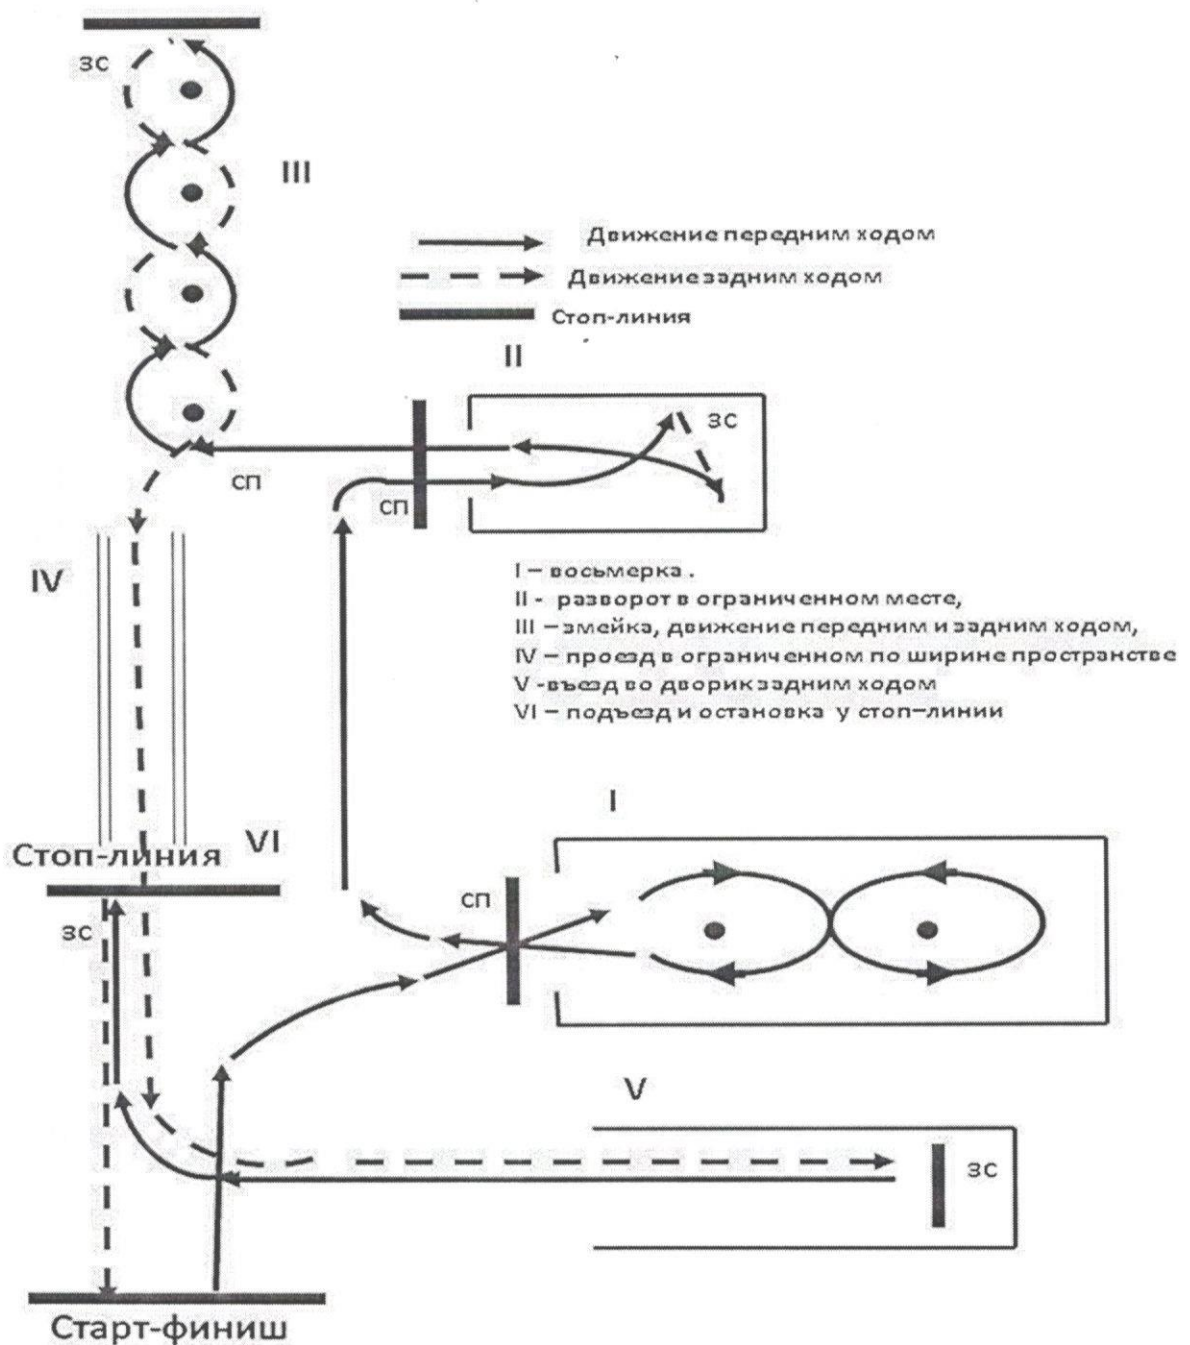 зс
III
Движение передним ходом
Движение задним ходом
Стоп-линия
II
зс
сп
сп
IV
I – восьмерка .
II - разворот в ограниченном месте,
III – змейка, движение передним и задним ходом,
IV – проезд в ограниченном по ширине пространстве
V -въезд во дворик задним ходом
VI – подъезд и остановка у стоп-линии
I
Стоп-линия
VI
сп
зс
V
зс
Старт-финиш